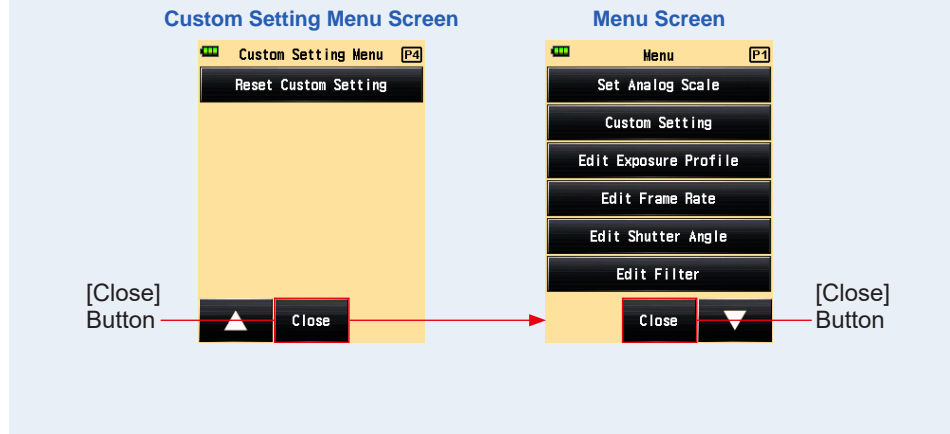 Custom Setting Menu Screen
Menu Screen
Custom Setting Menu P4
Reset Custom Setting
[Close]
Button
Close
Menu P1
Set Analog Scale
Custom Setting
Edit Exposure Profile
Edit Frame Rate
Edit Shutter Angle
Edit Filter
Close
[Close]
Button